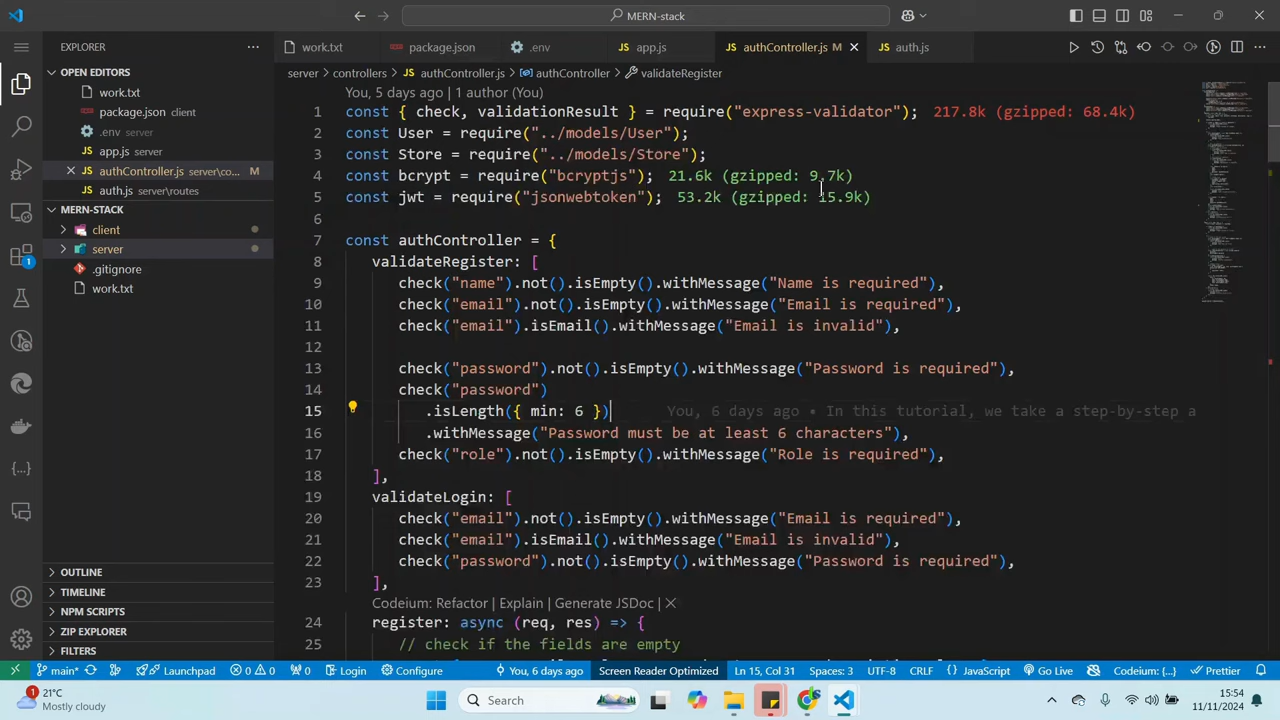 MERN-stack
EXPLORER
work.txt
package.json
.env
app.js
authController.js
auth.js
server > controllers > authController.js > authController > validateRegister
OPEN EDITORS
work.txt
package.json client
.env server
app.js server
authController.js server\co... M
auth.js server\routes
MERN-STACK
client
server
.gitignore
work.txt
OUTLINE
TIMELINE
NPM SCRIPTS
ZIP EXPLORER
FILTERS
You, 5 days ago | 1 author (You)
1 const { check, } = require("express-validator"); (gzipped: 68.4k)
2 const User = require("../models/User");
3 const Store = require("../models/Store");
4 const bcrypt = require("bcryptjs"); 21.6k (gzipped: 9.7k)
5 const jwt = require("jsonwebtoken"); 53.2k (gzipped: 15.9k)
6
7 const authController = {
8 validateRegister: [
9 check("name").not().isEmpty().withMessage("Name is required"),
10 check("email").not().isEmpty().withMessage("Email is required"),
11 check("email").isEmail().withMessage("Email is invalid"),
12
13 check("password").not().isEmpty().withMessage("Password is required"),
14 check("password")
15 .isLength({ min: 6 }) You, 6 days ago • In this tutorial, we take a step-by-step a
16 .withMessage("Password must be at least 6 characters"),
17 check("role").not().isEmpty().withMessage("Role is required"),
18 ],
19 validateLogin: [
20 check("email").not().isEmpty().withMessage("Email is required"),
21 check("email").isEmail().withMessage("Email is invalid"),
22 check("password").not().isEmpty().withMessage("Password is required"),
23 ],
Codeium: Refactor | Explain | Generate JSDoc | ×
24 register: async (req, res) => {
25 // check if the fields are empty
1
main* Launchpad 0 0 0 Login Configure You, 6 days ago Screen Reader Optimized Ln 15, Col 31 Spaces: 3 UTF-8 CRLF {} JavaScript Go Live Prettier
1
21°C
Mostly cloudy
Search
15:54
11/11/2024